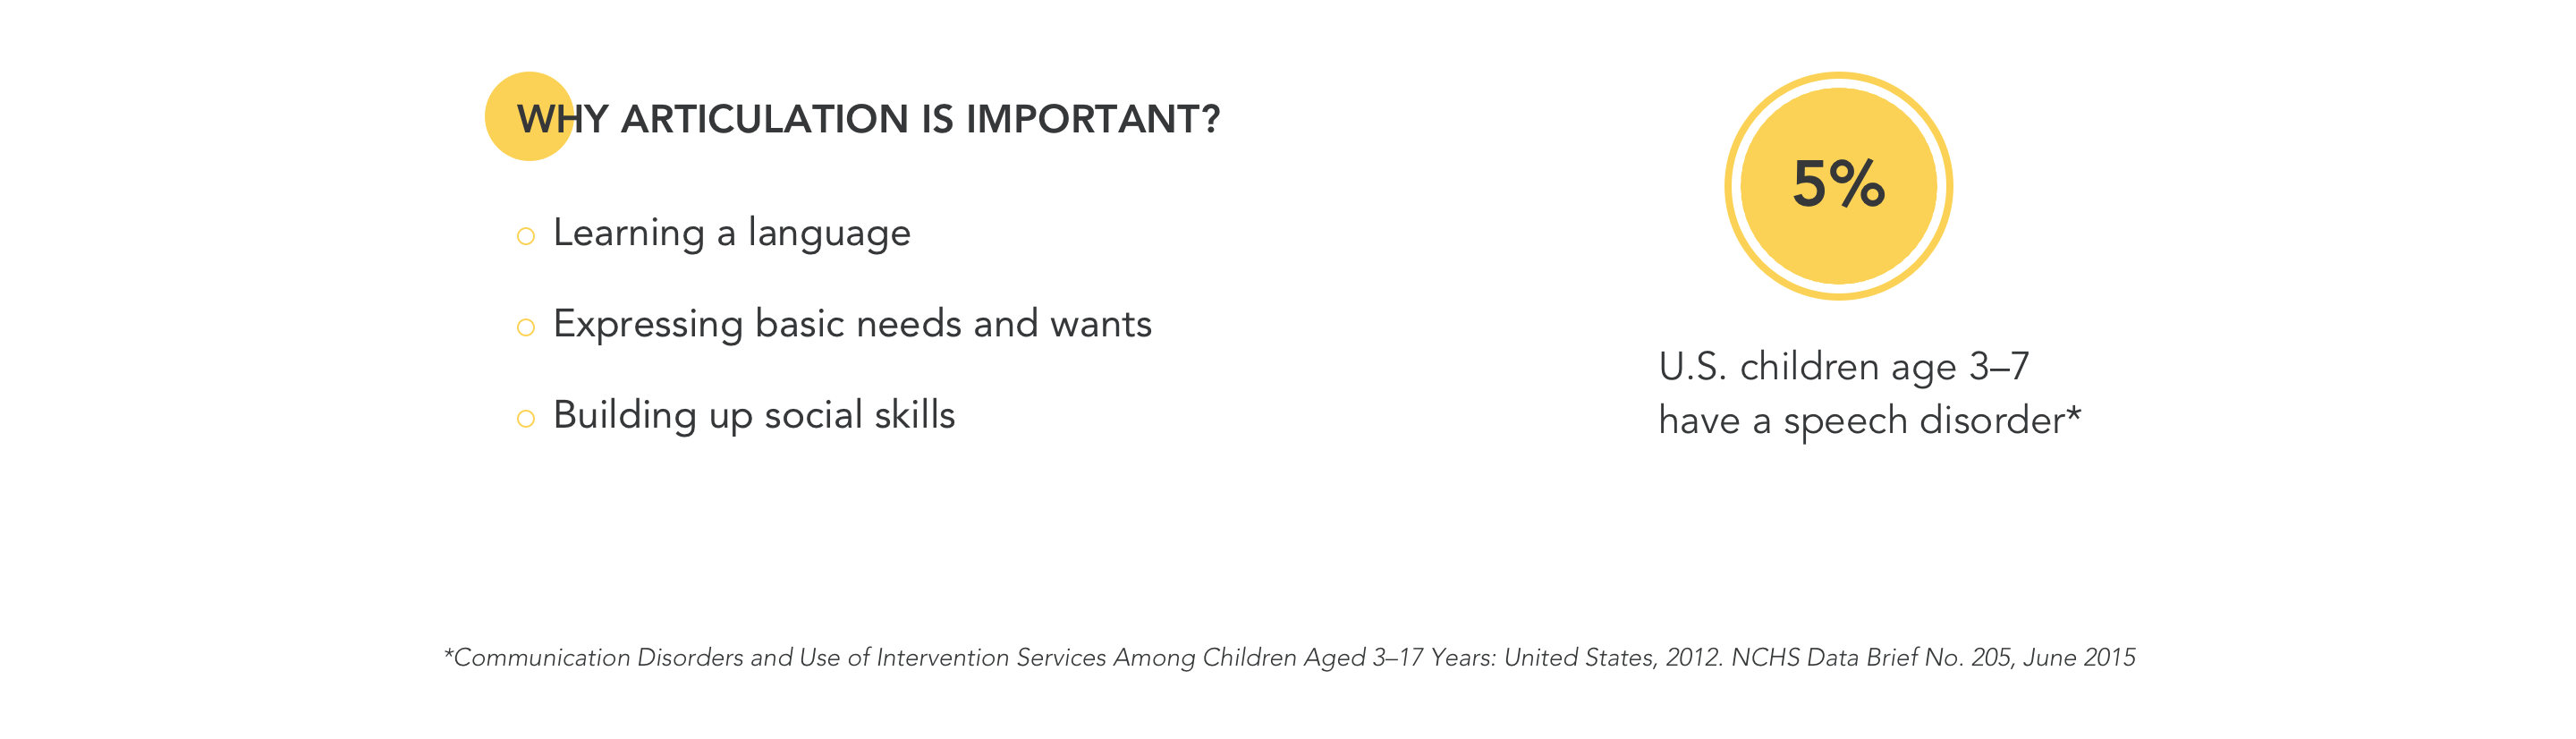 WHY ARTICULATION IS IMPORTANT?
Learning a language
Expressing basic needs and wants
Building up social skills
5%
U.S. children age 3–7
have a speech disorder*
*Communication Disorders and Use of Intervention Services Among Children Aged 3–17 Years: United States, 2012. NCHS Data Brief No. 205, June 2015